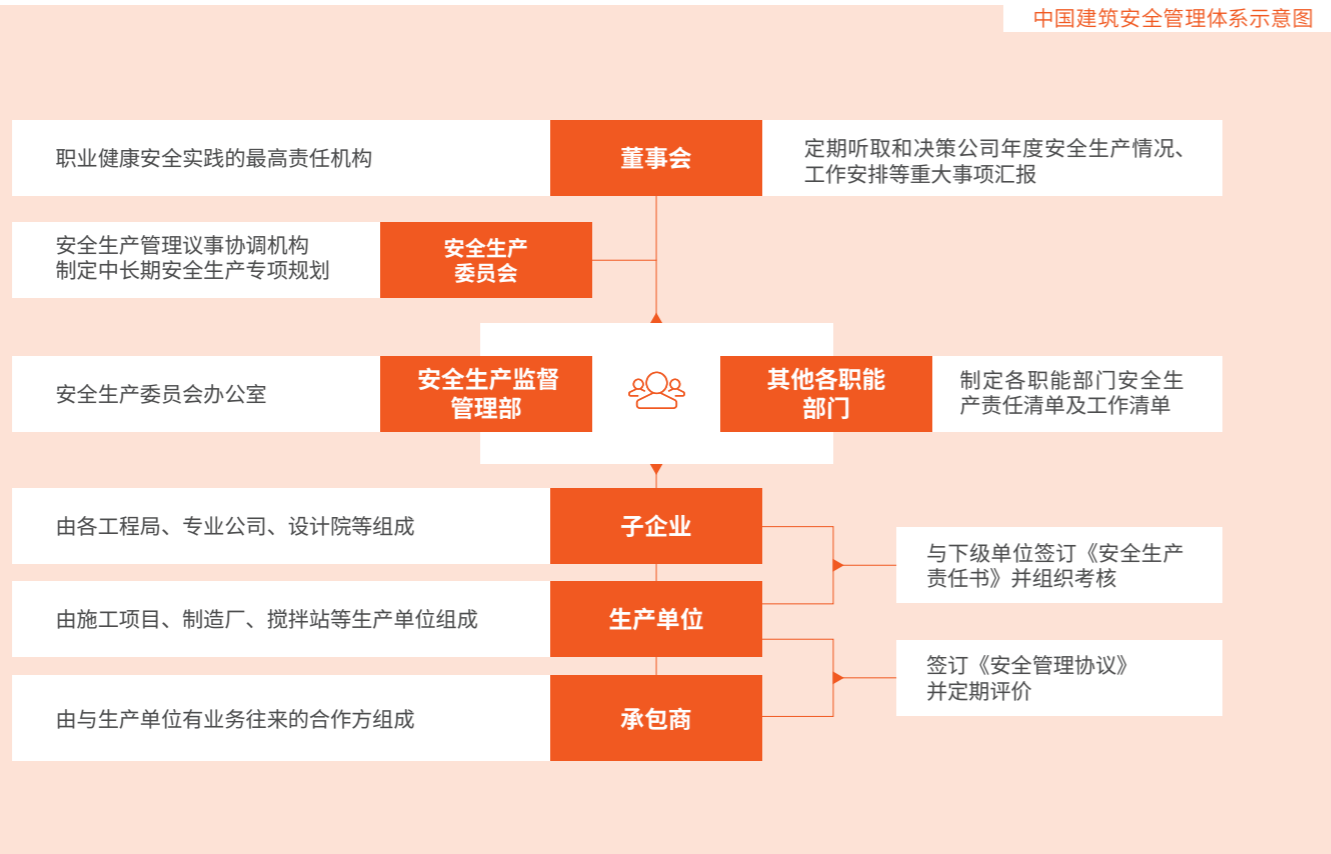 中国建筑安全管理体系示意图
职业健康安全实践的最高责任机构
董事会
定期听取和决策公司年度安全生产情况、
工作安排等重大事项汇报
安全生产管理议事协调机构
制定中长期安全生产专项规划
安全生产
委员会
安全生产委员会办公室
安全生产监督
管理部
其他各职能
部门
制定各职能部门安全生
产责任清单及工作清单
由各工程局、专业公司、设计院等组成
子企业
与下级单位签订《安全生产
责任书》并组织考核
由施工项目、制造厂、搅拌站等生产单位组成
生产单位
签订《安全管理协议》
并定期评价
由与生产单位有业务往来的合作方组成
承包商